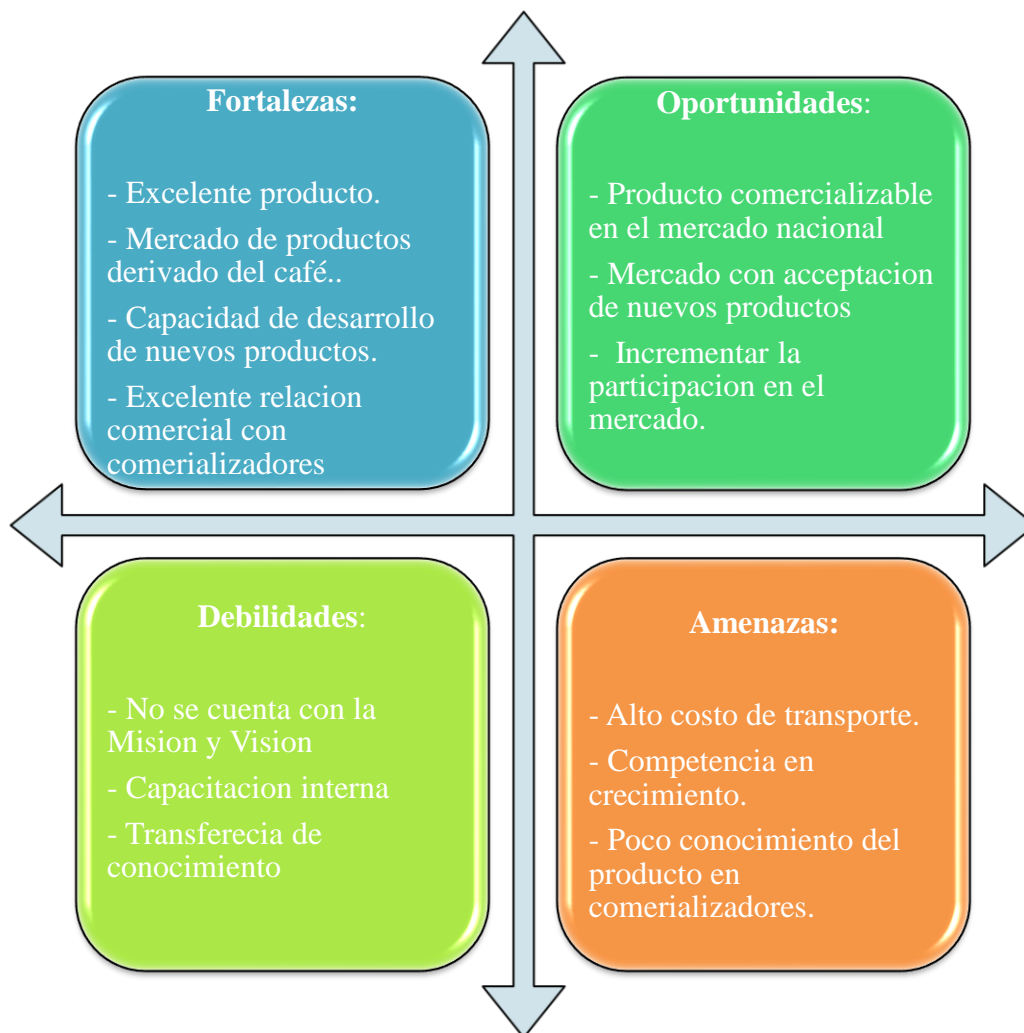 Fortalezas:
- Excelente producto.
- Mercado de productos
derivado del café..
- Capacidad de desarrollo
de nuevos productos.
- Excelente relacion
comercial con
comerializadores
Oportunidades:
- Producto comercializable
en el mercado nacional
- Mercado con acceptacion
de nuevos productos
- Incrementar la
participacion en el
mercado.
Debilidades:
- No se cuenta con la
Mision y Vision
- Capacitacion interna
- Transferecia de
conocimiento
Amenazas:
- Alto costo de transporte.
- Competencia en
crecimiento.
- Poco conocimiento del
producto en
comerializadores.